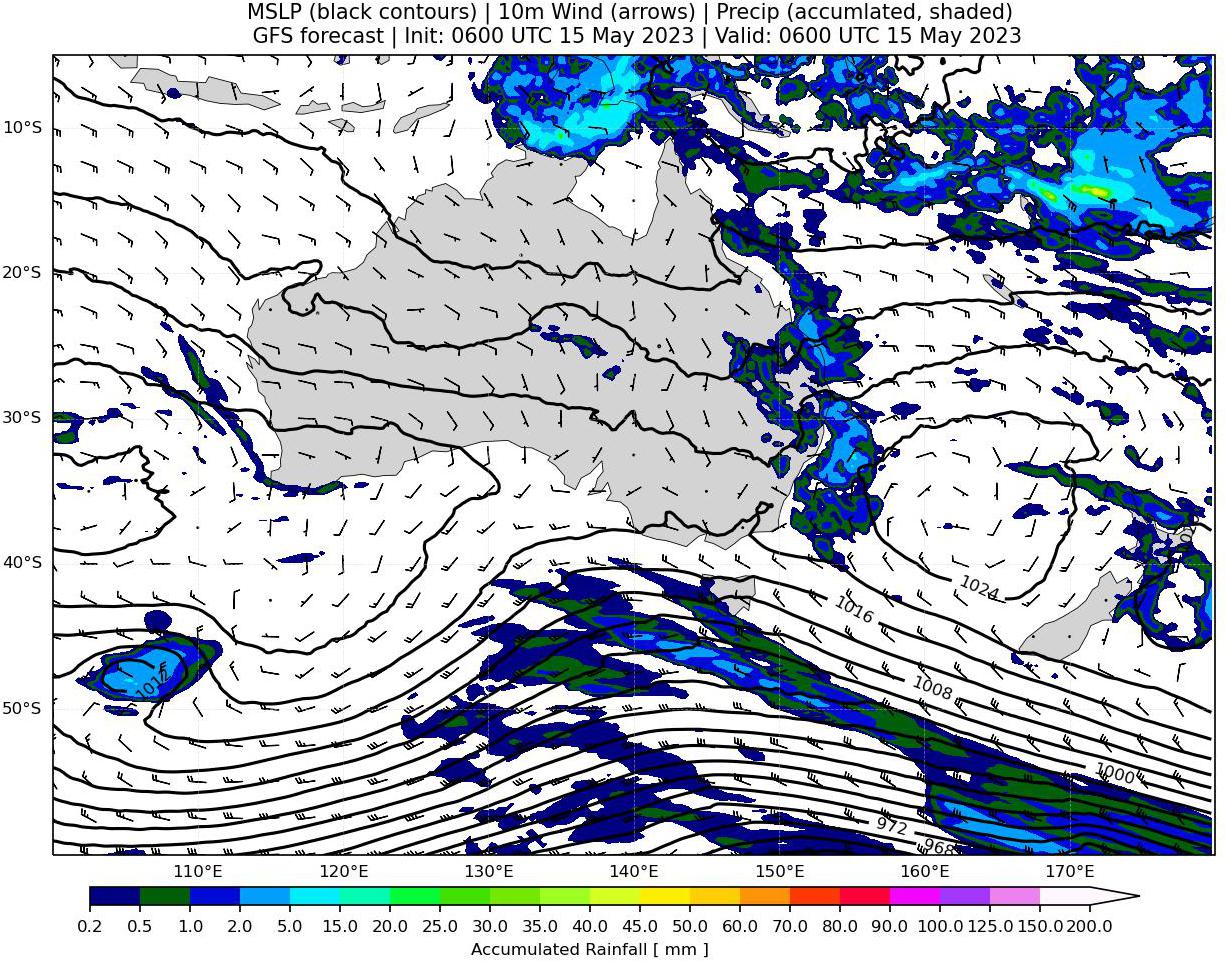 MSLP (black contours) | 10m Wind (arrows) | Precip (accumlated, shaded)
GFS forecast | Init: 0600 UTC 15 May 2023 | Valid: 0600 UTC 15 May 2023
10°S
20°S
30°S
40°S
50°S
1024
1016
1012
1008
1000
972
968
110°E 120°E 130°E 140°E 150°E 160°E 170°E
0.2 0.5 1.0 2.0 5.0 10.0 15.0 20.0 25.0 30.0 35.0 40.0 45.0 50.0 60.0 70.0 80.0 90.0 100.0 125.0 150.0 200.0
Accumulated Rainfall [ mm ]